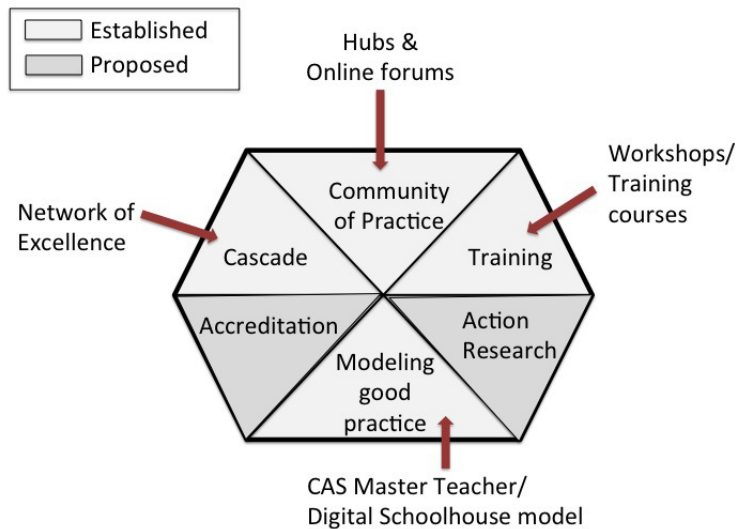 Established
Proposed
Hubs &
Online forums
Workshops/
Training
courses
Network of
Excellence
Community
of Practice
Cascade
Training
Accreditation
Action
Research
Modeling
good
practice
CAS Master Teacher/
Digital Schoolhouse model